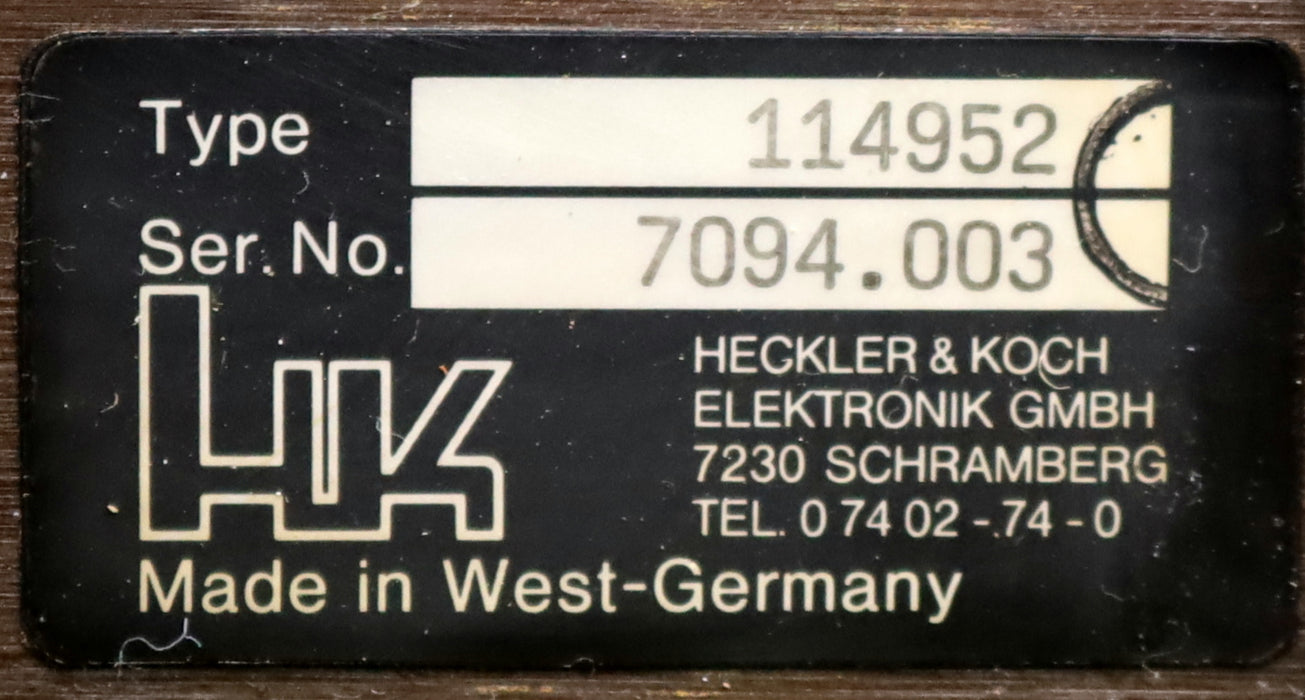 Type 114952
Ser. No. 7094.003
HK
HECKLER & KOCH
ELEKTRONIK GMBH
7230 SCHRAMBERG
TEL. 0 74 02 - 74 - 0
Made in West-Germany